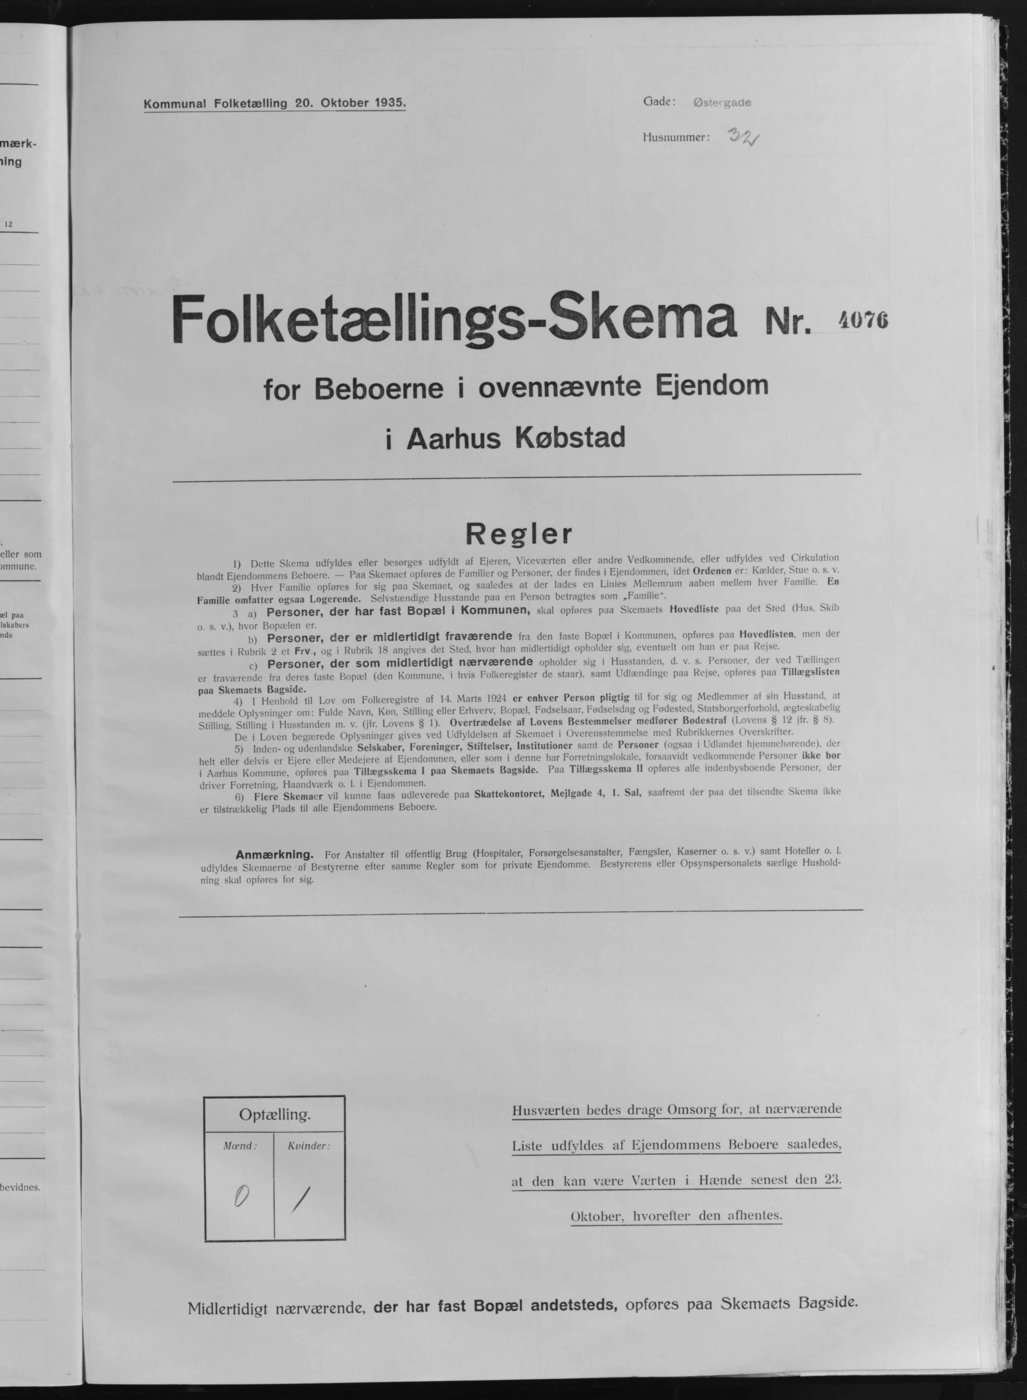 mærk-
ning
12
eller som
ommune.
æl paa
lskabers
nde
bevidnes.
Kommunal Folketælling 20. Oktober 1935.
Gade: Østergade
Husnummer: 32
Folketællings-Skema Nr. 4076
for Beboerne i ovennævnte Ejendom
i Aarhus Købstad
Regler
1) Dette Skema udfyldes eller besørges udfyldt af Ejeren, Viceværten eller andre Vedkommende, eller udfyldes ved Cirkulation
blandt Ejendommens Beboere. — Paa Skemaet opføres de Familier og Personer, der findes i Ejendommen, idet Ordenen er: Kælder, Stue o. s. v.
2) Hver Familie opføres for sig paa Skemaet, og saaledes at der lades en Linies Mellemrum aaben mellem hver Familie. En
Familie omfatter ogsaa Logerende. Selvstændige Husstande paa en Person betragtes som „Familie“.
3 a) Personer, der har fast Bopæl i Kommunen, skal opføres paa Skemaets Hovedliste paa det Sted (Hus, Skib
o. s. v.), hvor Bopælen er.
b) Personer, der er midlertidigt fraværende fra den faste Bopæl i Kommunen, opføres paa Hovedlisten, men der
sættes i Rubrik 2 et Frv., og i Rubrik 18 angives det Sted, hvor han midlertidigt opholder sig, eventuelt om han er paa Rejse.
c) Personer, der som midlertidigt nærværende opholder sig i Husstanden, d. v. s. Personer, der ved Tællingen
er fraværende fra deres faste Bopæl (den Kommune, i hvis Folkeregister de staar), samt Udlændinge paa Rejse, opføres paa Tillægslisten
paa Skemaets Bagside.
4) I Henhold til Lov om Folkeregistre af 14. Marts 1924 er enhver Person pligtig til for sig og Medlemmer af sin Husstand, at
meddele Oplysninger om: Fulde Navn, Køn, Stilling eller Erhverv, Bopæl, Fødselsaar, Fødselsdag og Fødested, Statsborgerforhold, ægteskabelig
Stilling, Stilling i Husstanden m. v. (jfr. Lovens § 1). Overtrædelse af Lovens Bestemmelser medfører Bødestraf (Lovens § 12 jfr. § 8).
De i Loven begærede Oplysninger gives ved Udfyldelsen af Skemaet i Overensstemmelse med Rubrikkernes Overskrifter.
5) Inden- og udenlandske Selskaber, Foreninger, Stiftelser, Institutioner samt de Personer (ogsaa i Udlandet hjemmehørende), der
helt eller delvis er Ejere eller Medejere af Ejendommen, eller som i denne har Forretningslokale, forsaavidt vedkommende Personer ikke bor
i Aarhus Kommune, opføres paa Tillægsskema I paa Skemaets Bagside. Paa Tillægsskema II opføres alle indenbysboende Personer, der
driver Forretning, Haandværk o. l. i Ejendommen.
6) Flere Skemaer vil kunne faas udleverede paa Skattekontoret, Mejlgade 4, 1. Sal, saafremt der paa det tilsendte Skema ikke
er tilstrækkelig Plads til alle Ejendommens Beboere.
Anmærkning. For Anstalter til offentlig Brug (Hospitaler, Forsørgelsesanstalter, Fængsler, Kaserner o. s. v.) samt Hoteller o. l.
udfyldes Skemaerne af Bestyrerne efter samme Regler som for private Ejendomme. Bestyrerens eller Opsynspersonalets særlige Hushold-
ning skal opføres for sig.
Optælling.
Mænd: Kvinder:
0 1
Husværten bedes drage Omsorg for, at nærværende
Liste udfyldes af Ejendommens Beboere saaledes,
at den kan være Værten i Hænde senest den 23.
Oktober, hvorefter den afhentes.
Midlertidigt nærværende, der har fast Bopæl andetsteds, opføres paa Skemaets Bagside.